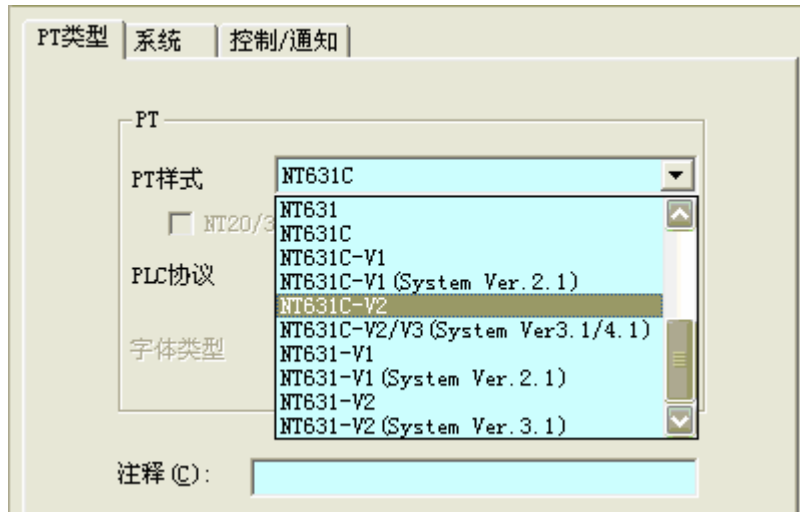 PT类型 系统 控制/通知
PT
PT样式 NT631C
NT20/3
NT631
NT631C
NT631C-V1
PLC协议
NT631C-V1(System Ver.2.1)
NT631C-V2
NT631C-V2/V3(System Ver3.1/4.1)
字体类型
NT631-V1
NT631-V1(System Ver.2.1)
NT631-V2
NT631-V2(System Ver.3.1)
注释(C):